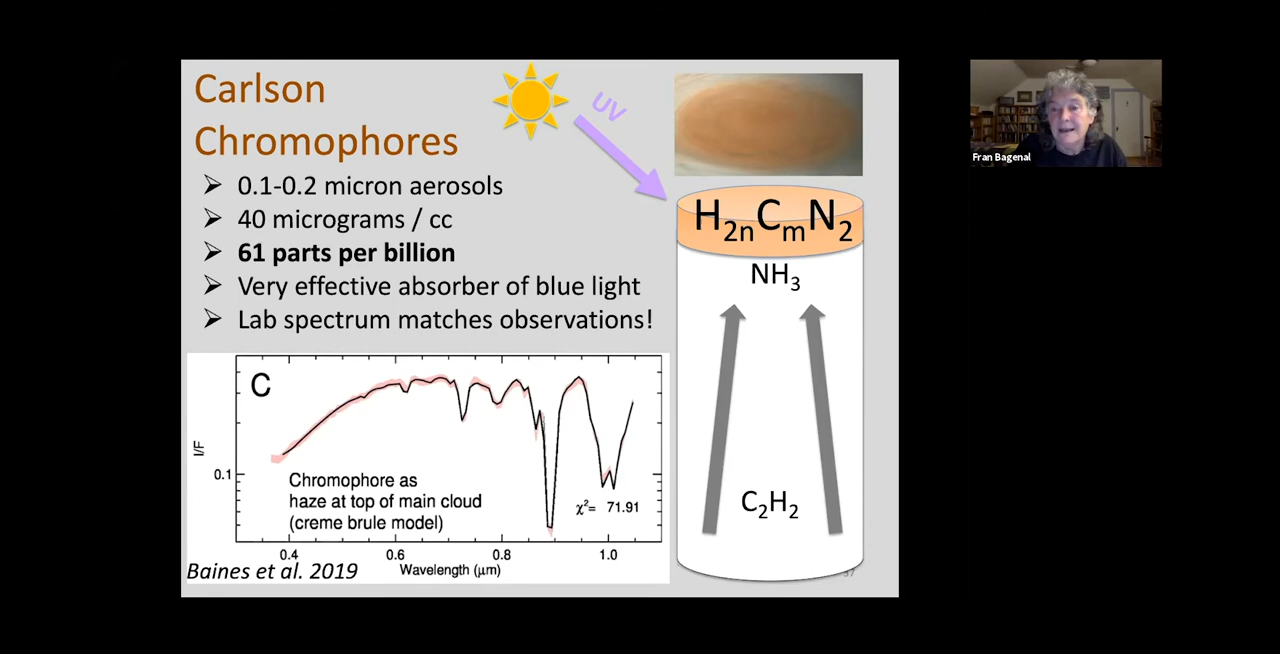 Carlson
Chromophores
UV
➢ 0.1-0.2 micron aerosols
➢ 40 micrograms / cc
➢ 61 parts per billion
➢ Very effective absorber of blue light
➢ Lab spectrum matches observations!
H₂ₙCₘN₂
NH₃
C₂H₂
C
I/F
0.1
Chromophore as
haze at top of main cloud
(creme brule model)
χ²= 71.91
0.4 0.6 0.8 1.0
Wavelength (μm)
Baines et al. 2019
37
Fran Bagenal